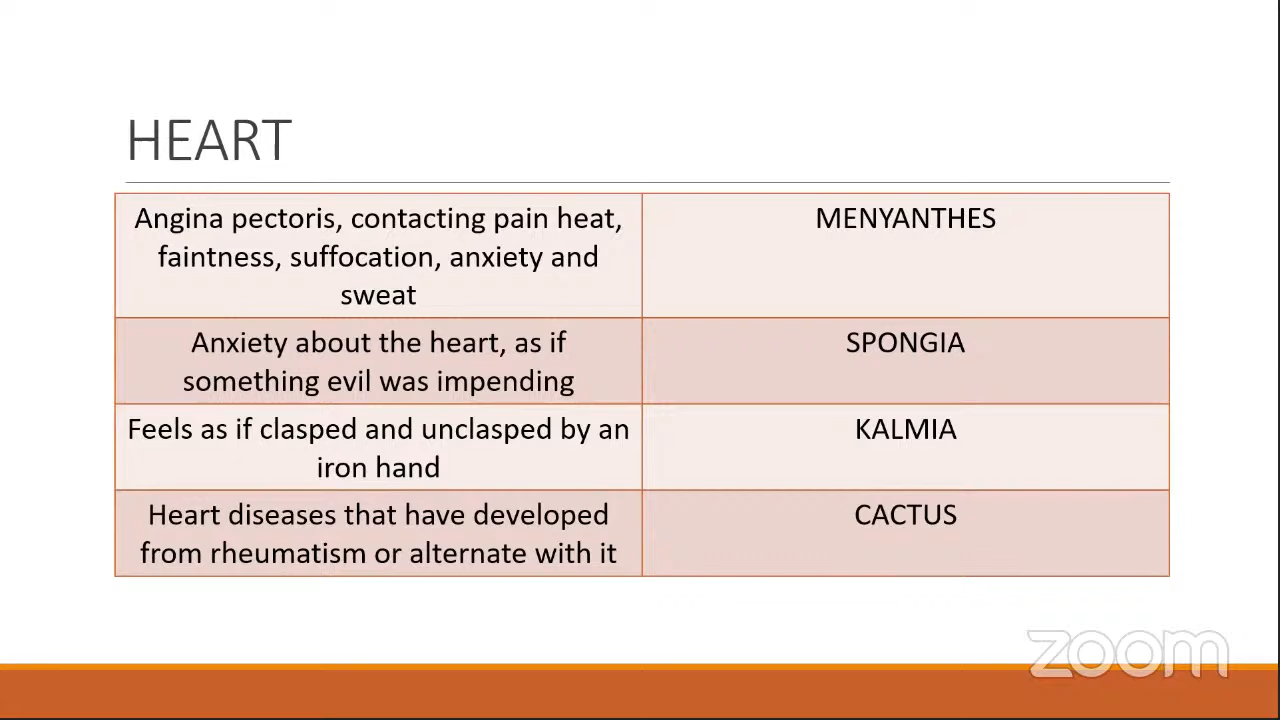 HEART
Angina pectoris, contacting pain heat,
faintness, suffocation, anxiety and
sweat
MENYANTHES
Anxiety about the heart, as if
something evil was impending
SPONGIA
Feels as if clasped and unclasped by an
iron hand
KALMIA
Heart diseases that have developed
from rheumatism or alternate with it
CACTUS
zoom